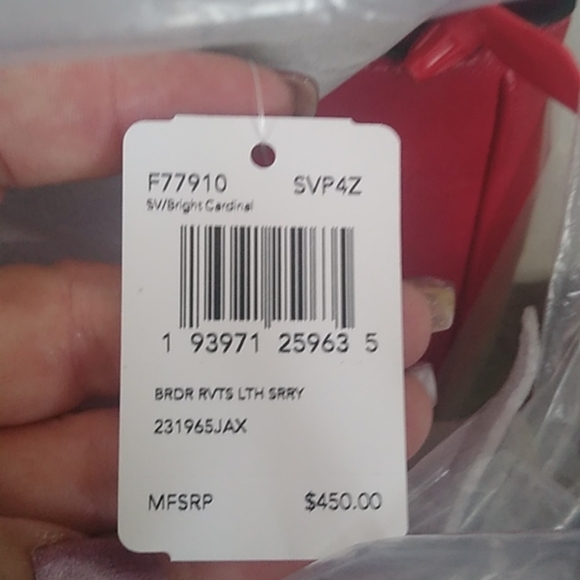 F77910 SVP4Z
SV/Bright Cardinal
1 93971 25963 5
BRDR RVTS LTH SRRY
231965JAX
MFSRP $450.00